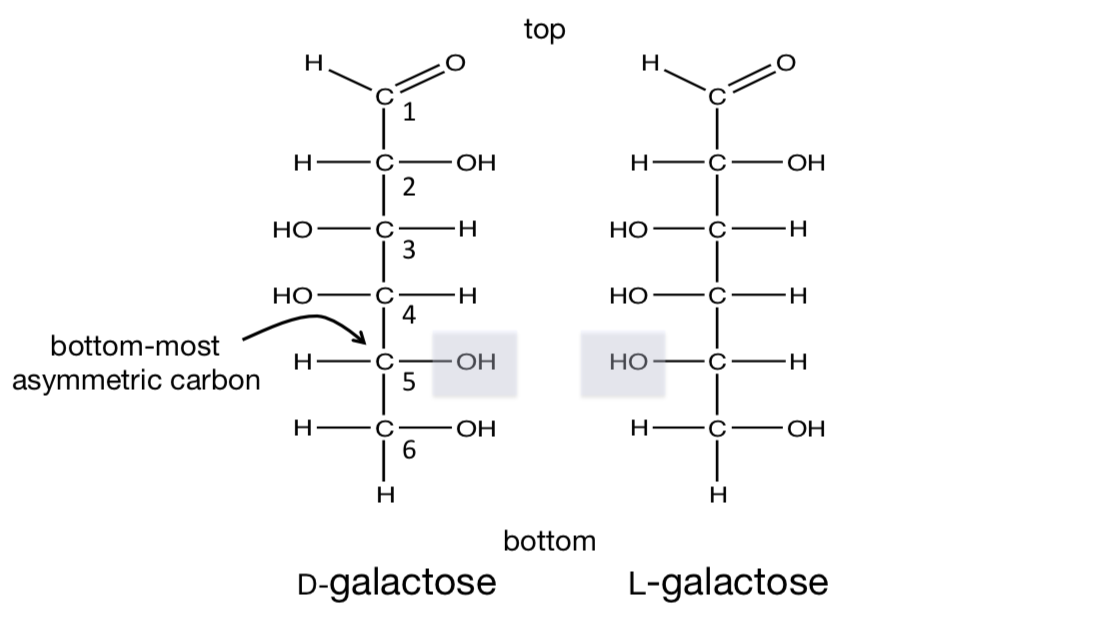 top
H O H O
C C
1
H C OH H C OH
2
HO C H HO C H
3
HO C H HO C H
4
bottom-most
asymmetric carbon
H C OH HO C H
5
H C OH H C OH
6
H H
bottom
D-galactose L-galactose